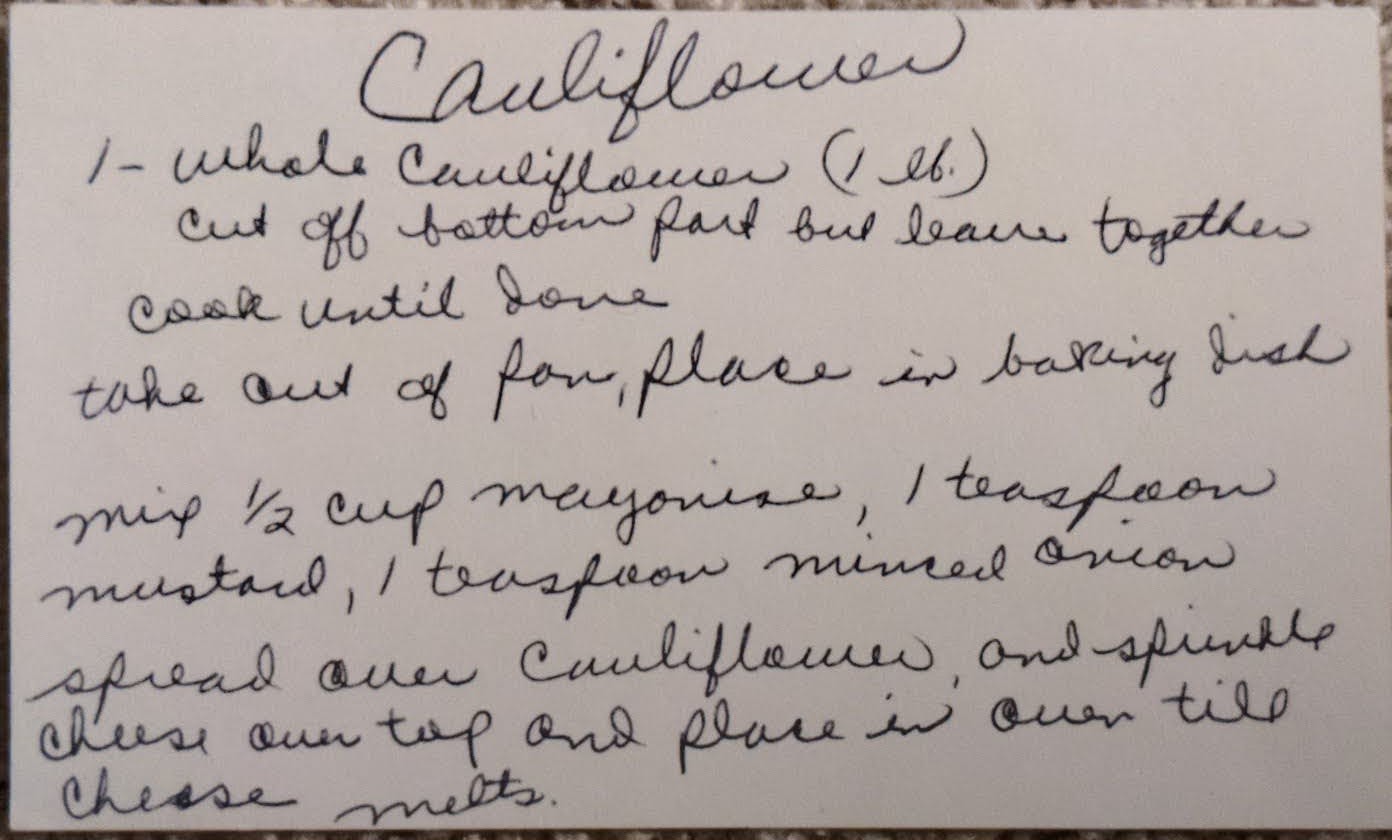 Cauliflower
1 - whole Cauliflower (1 lb.)
cut off bottom part but leave together
cook until done
take out of pan, place in baking dish
mix 1/2 cup mayonise, 1 teaspoon
mustard, 1 teaspoon minced onion
spread over Cauliflower, and sprinkle
cheese over top and place in oven till
cheese melts.